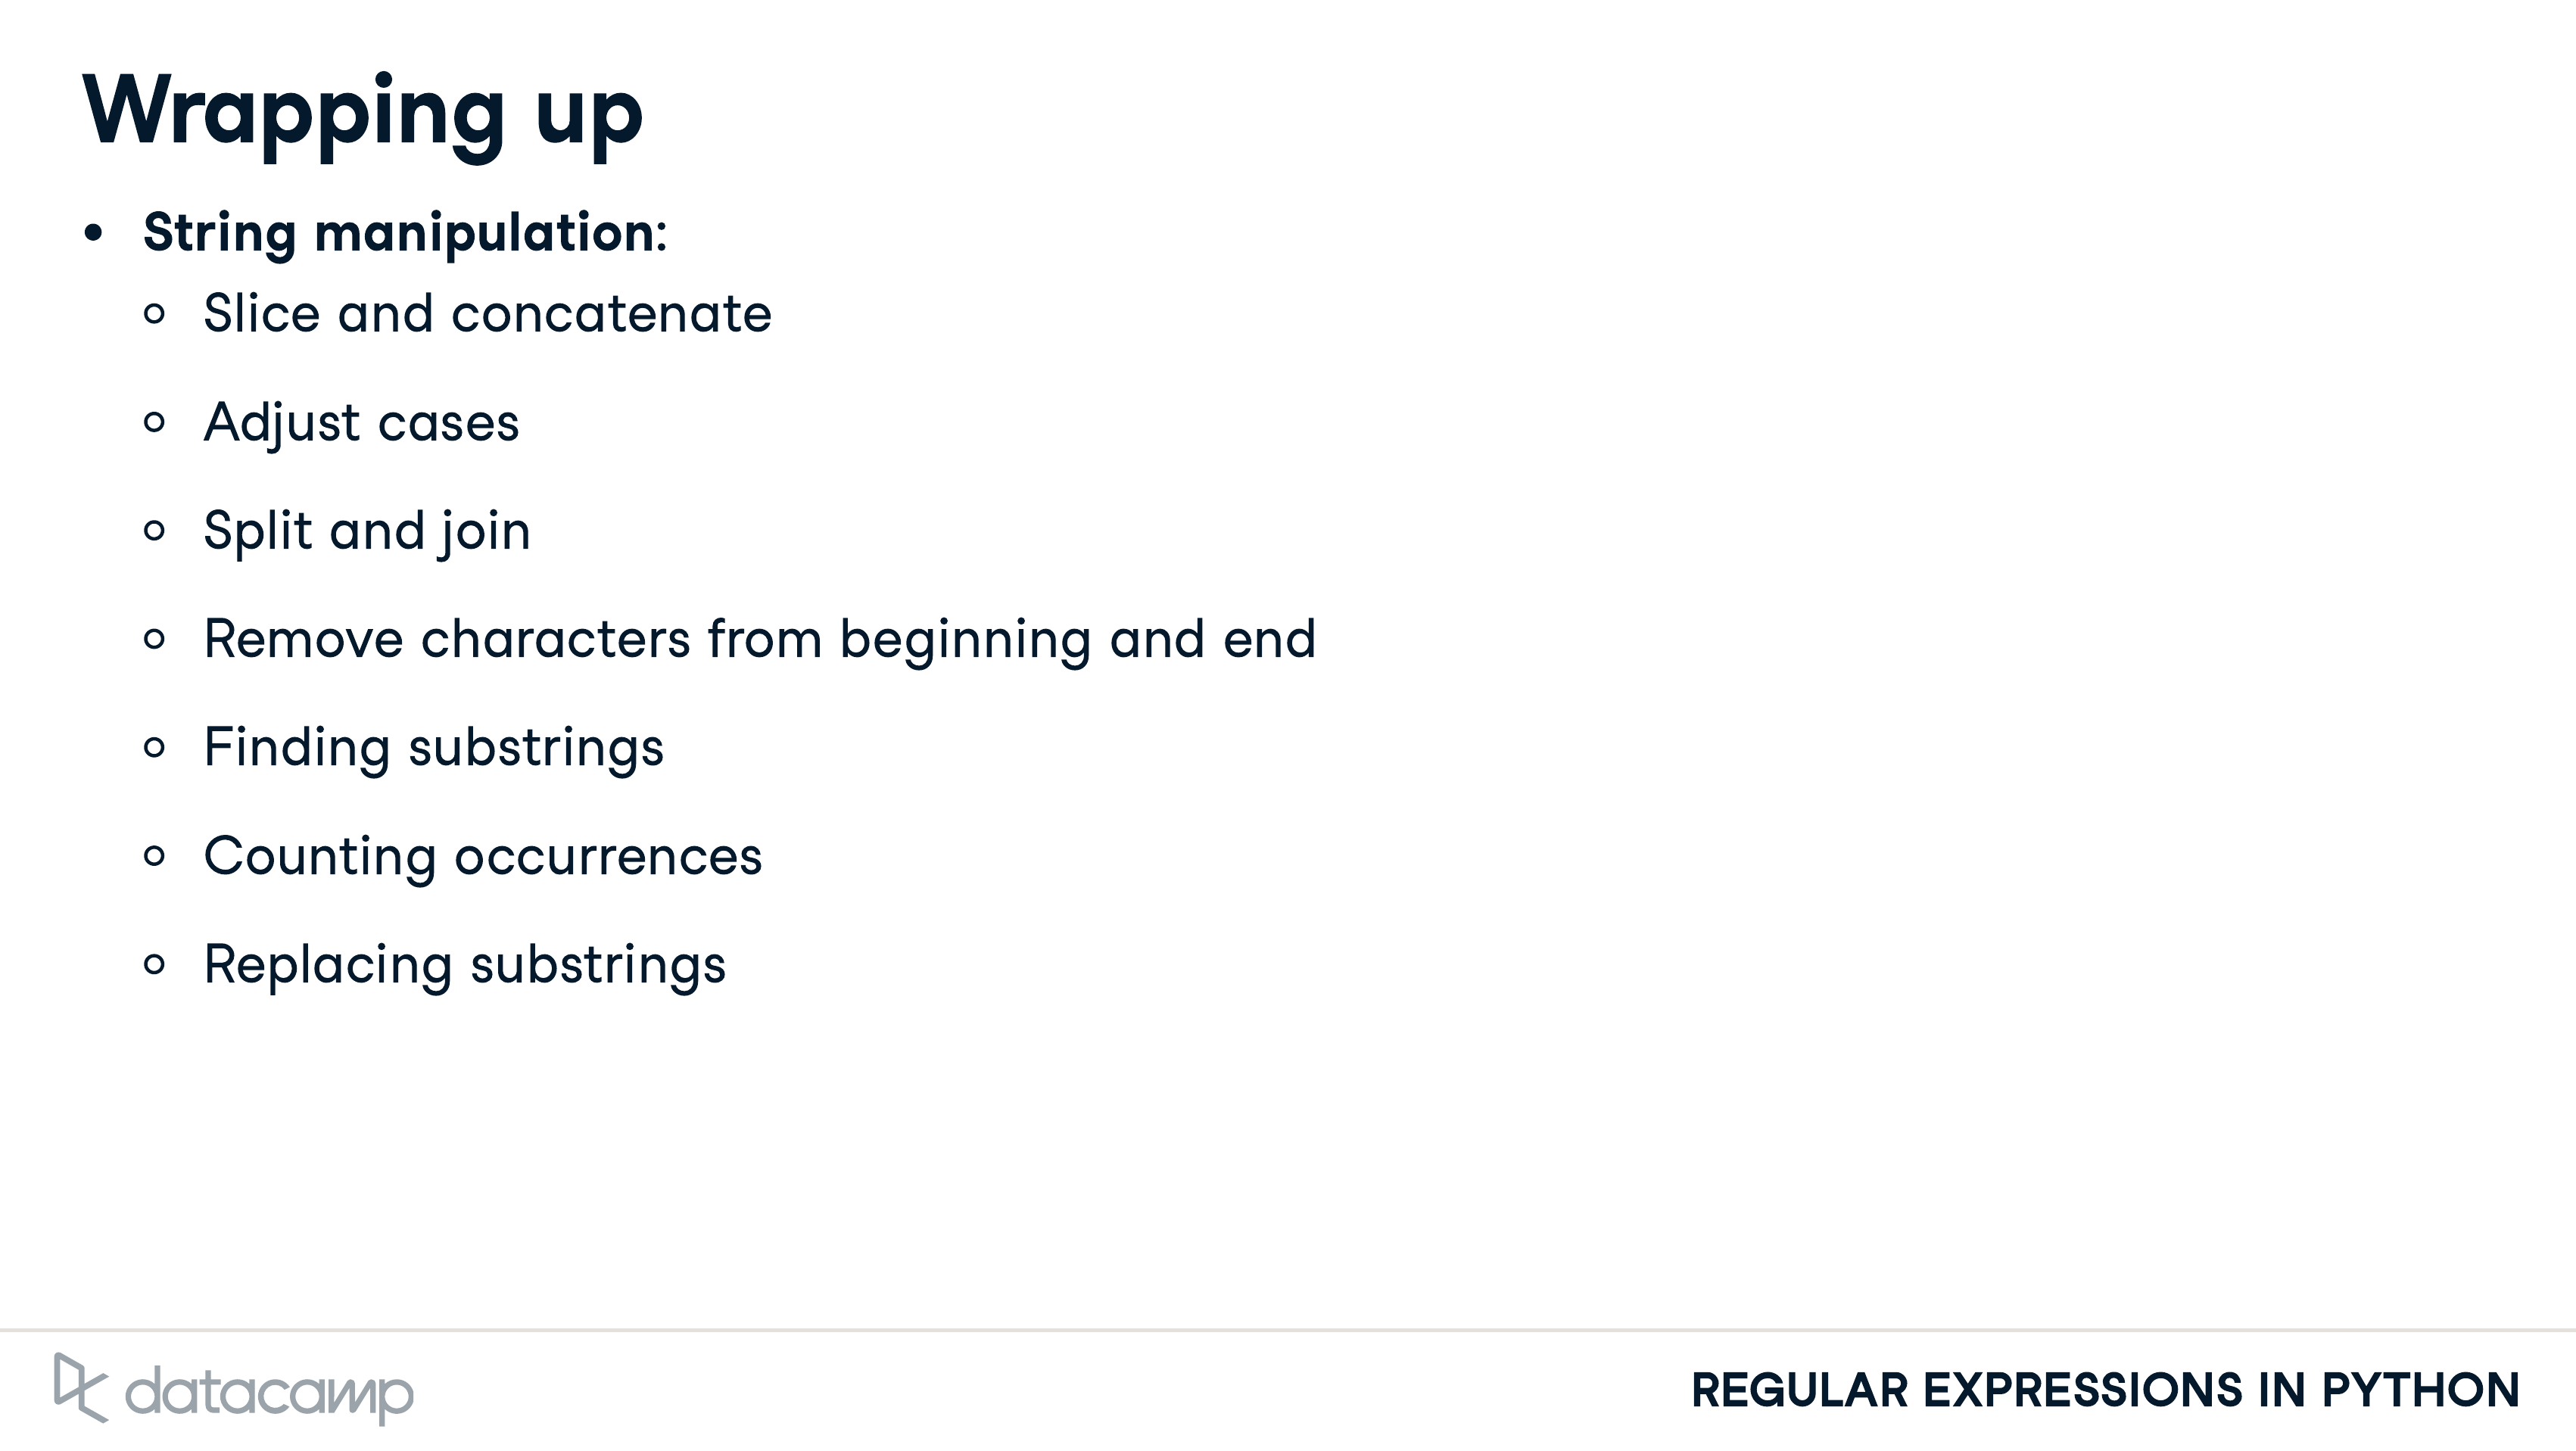 Wrapping up
• String manipulation:
○ Slice and concatenate
○ Adjust cases
○ Split and join
○ Remove characters from beginning and end
○ Finding substrings
○ Counting occurrences
○ Replacing substrings
datacamp
REGULAR EXPRESSIONS IN PYTHON